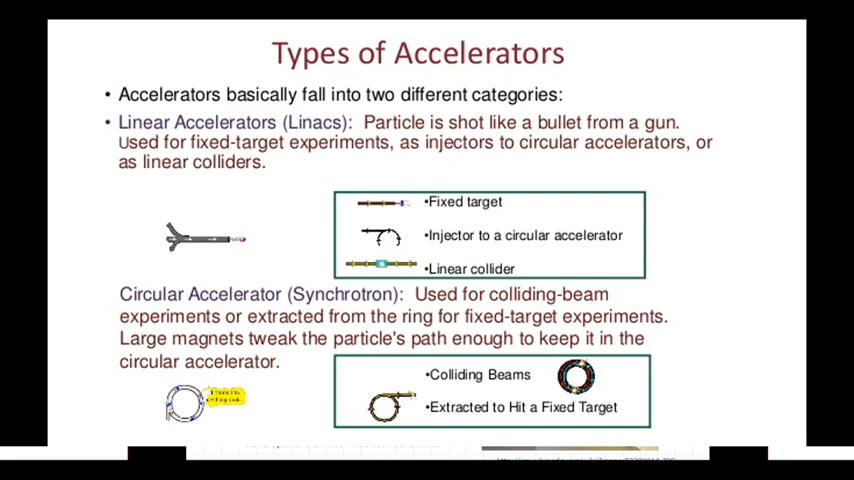 Types of Accelerators
• Accelerators basically fall into two different categories:
• Linear Accelerators (Linacs): Particle is shot like a bullet from a gun.
Used for fixed-target experiments, as injectors to circular accelerators, or
as linear colliders.
•Fixed target
•Injector to a circular accelerator
•Linear collider
Circular Accelerator (Synchrotron): Used for colliding-beam
experiments or extracted from the ring for fixed-target experiments.
Large magnets tweak the particle's path enough to keep it in the
circular accelerator.
•Colliding Beams
•Extracted to Hit a Fixed Target